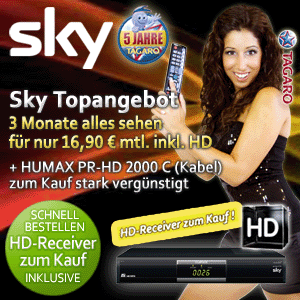 sky
5 JAHRE
TAGARO
TAGARO
Sky Topangebot
3 Monate alles sehen
für nur 16,90 € mtl. inkl. HD
+ HUMAX PR-HD 2000 C (Kabel)
zum Kauf stark vergünstigt
SCHNELL
BESTELLEN
HD-Receiver
zum Kauf
INKLUSIVE
HD-Receiver zum Kauf !
HD
0026
sky